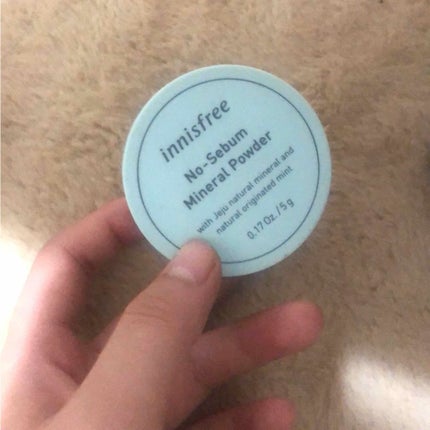 innisfree
No-Sebum
Mineral Powder
with Jeju natural mineral and
natural originated mint
0.17 Oz. / 5 g